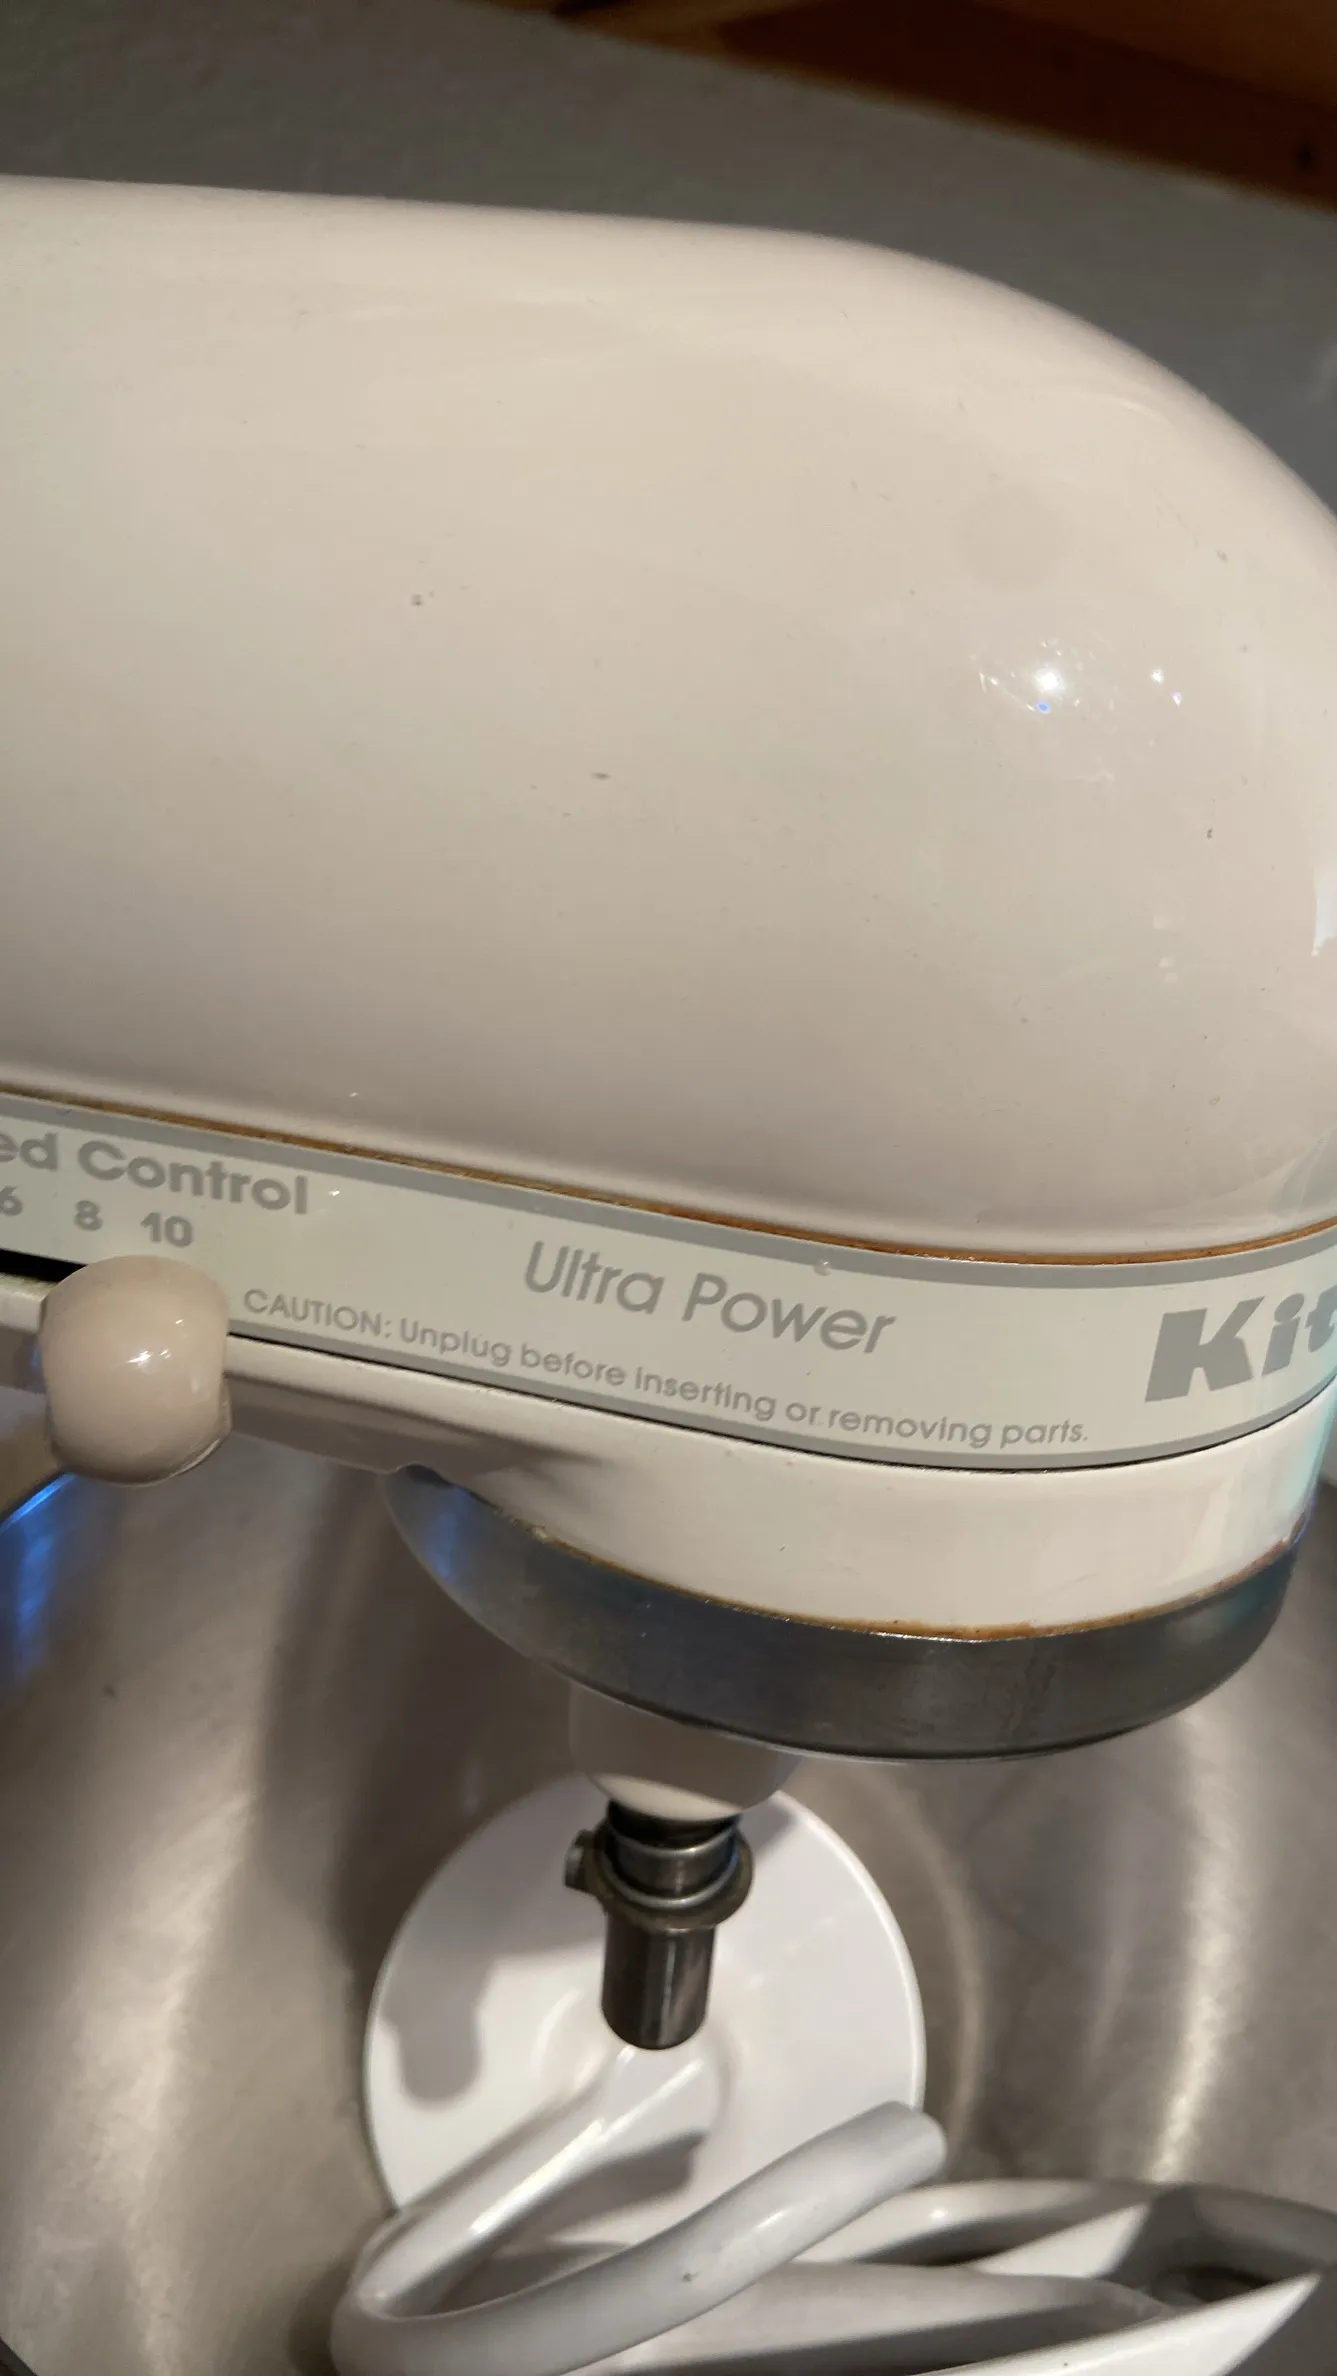 ed Control
6 8 10
Ultra Power
CAUTION: Unplug before inserting or removing parts.
Kit